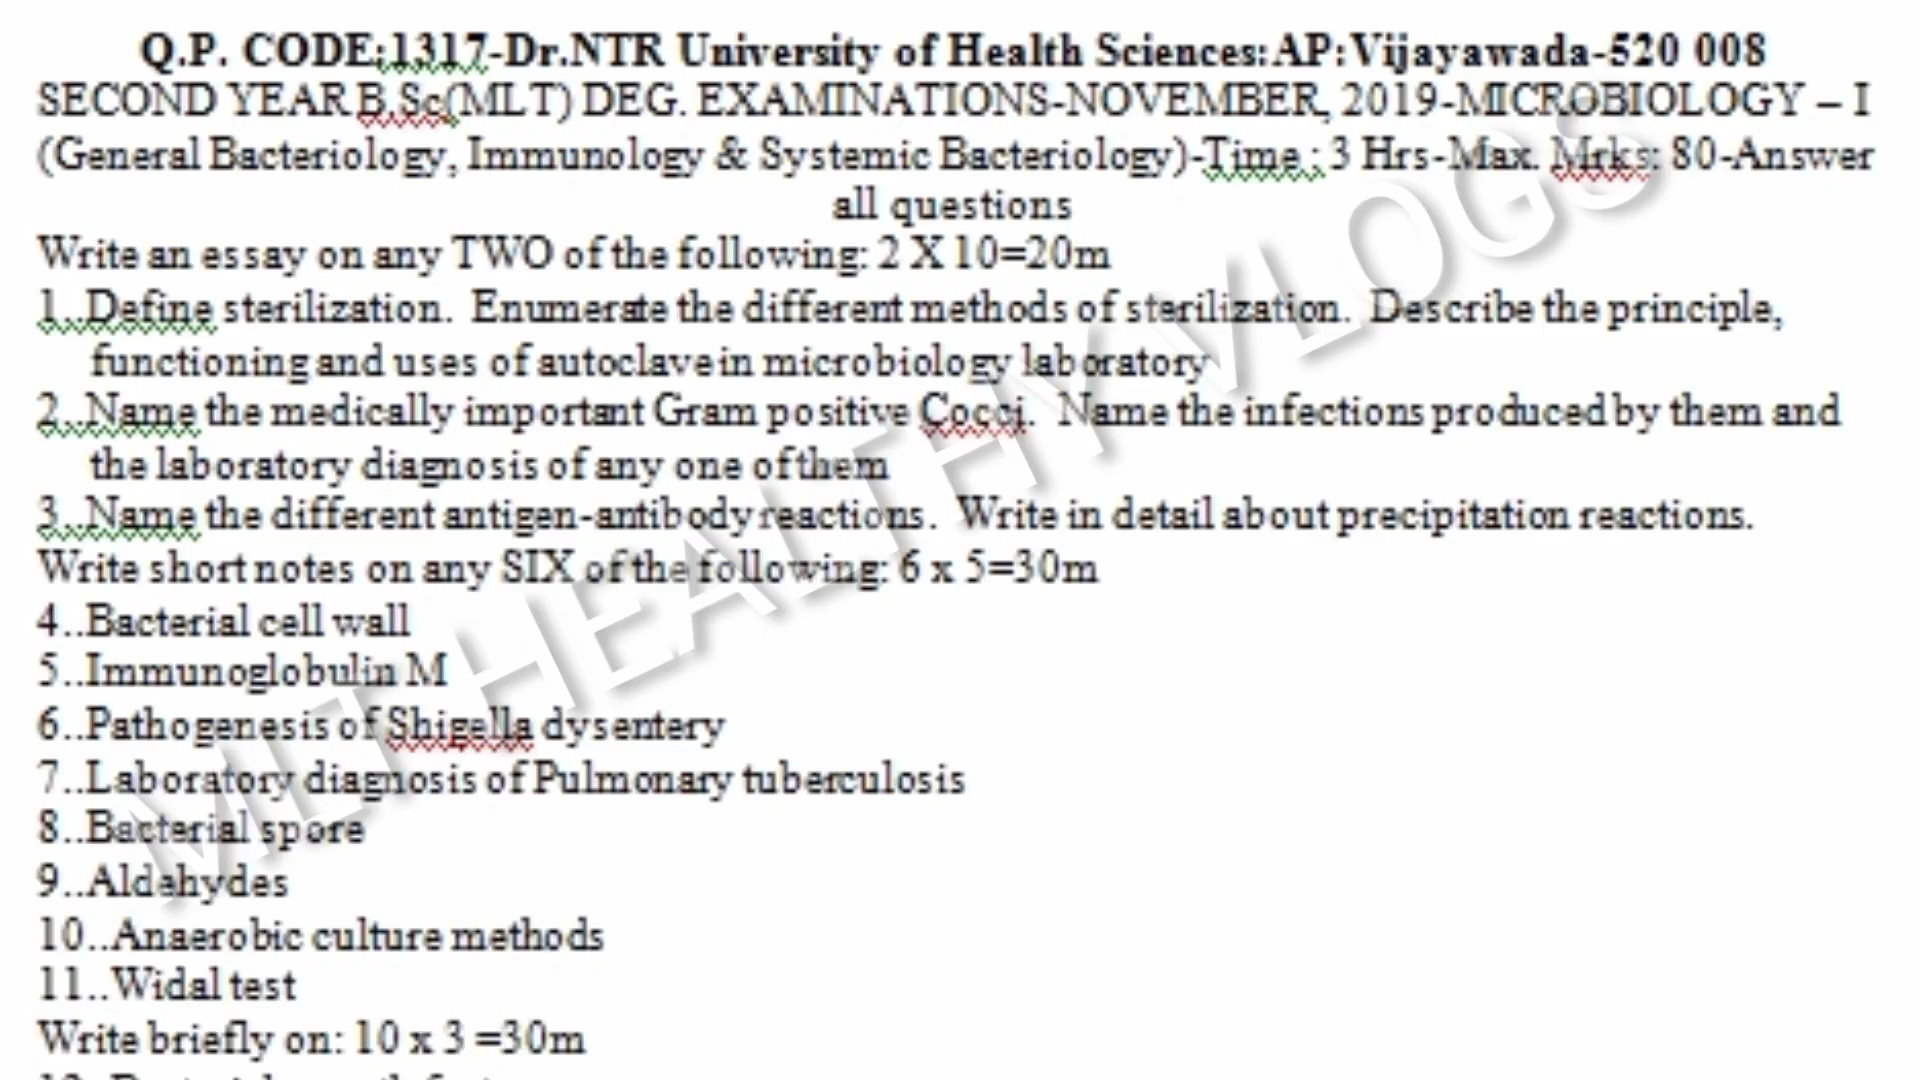 Q.P. CODE:1317-Dr.NTR University of Health Sciences:AP:Vijayawada-520 008
SECOND YEAR B.Sc(MLT) DEG. EXAMINATIONS-NOVEMBER, 2019-MICROBIOLOGY – I
(General Bacteriology, Immunology & Systemic Bacteriology)-Time : 3 Hrs-Max. Mrks: 80-Answer
all questions
Write an essay on any TWO of the following: 2 X 10=20m
1..Define sterilization. Enumerate the different methods of sterilization. Describe the principle,
functioning and uses of autoclave in microbiology laboratory
2..Name the medically important Gram positive Cocci. Name the infections produced by them and
the laboratory diagnosis of any one of them
3..Name the different antigen-antibody reactions. Write in detail about precipitation reactions.
Write short notes on any SIX of the following: 6 x 5=30m
4..Bacterial cell wall
5..Immunoglobulin M
6..Pathogenesis of Shigella dysentery
7..Laboratory diagnosis of Pulmonary tuberculosis
8..Bacterial spore
9..Aldehydes
10..Anaerobic culture methods
11..Widal test
Write briefly on: 10 x 3 =30m
MLT HEALTHY VLOGS